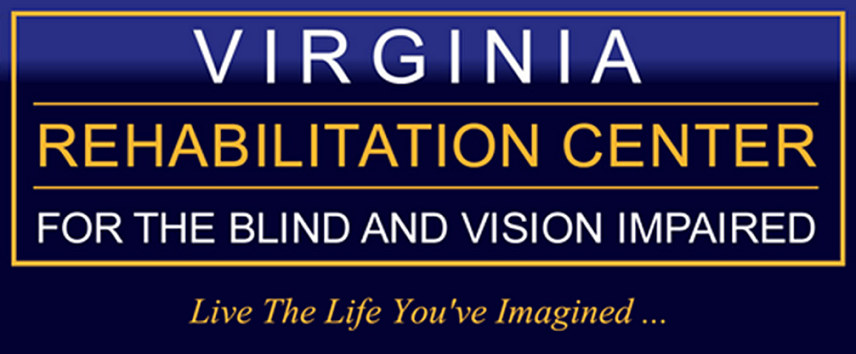 VIRGINIA
REHABILITATION CENTER
FOR THE BLIND AND VISION IMPAIRED
Live The Life You've Imagined ...